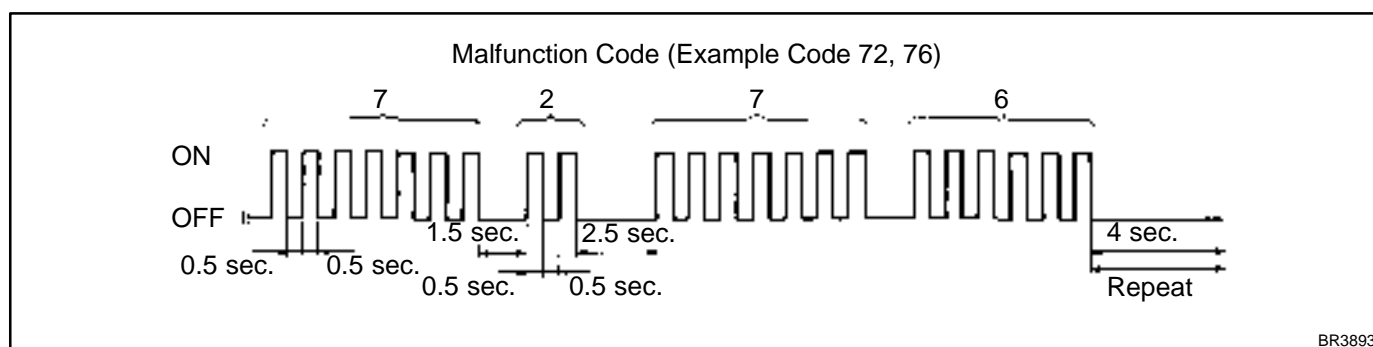 Malfunction Code (Example Code 72, 76)
7 2 7 6
ON
OFF
1.5 sec. 2.5 sec. 4 sec.
0.5 sec. 0.5 sec.
0.5 sec. 0.5 sec. Repeat
BR3893